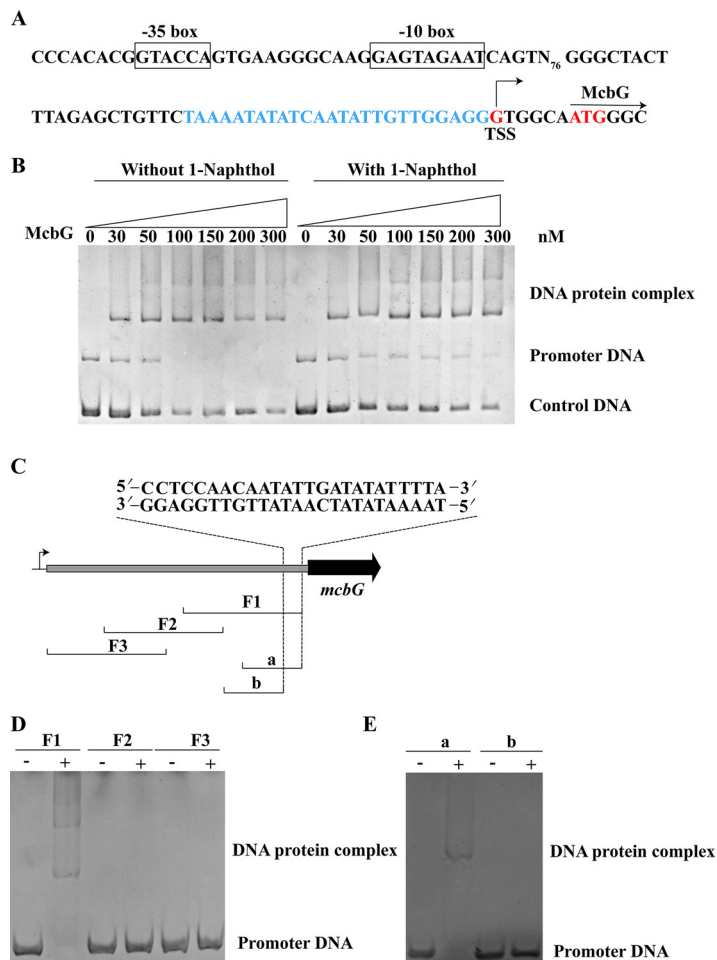 A
-35 box -10 box
CCCACACGGTACCAGTGAAGGGCAAGGAGTAGAATCAGTN76 GGGCTACT
McbG
TTAGAGCTGTTCTAAAATATATCAATATTGTTGGAGGGTGGCAATGGGC
TSS
B
Without 1-Naphthol With 1-Naphthol
McbG 0 30 50 100 150 200 300 0 30 50 100 150 200 300 nM
DNA protein complex
Promoter DNA
Control DNA
C
5′–CCTCCAACAATATTGATATATTTTA–3′
3′–GGAGGTTGTTATAACTATATAAAAT–5′
mcbG
F1
F2
F3
a
b
D
F1 F2 F3
- + - + - +
DNA protein complex
Promoter DNA
E
a b
- + - +
DNA protein complex
Promoter DNA